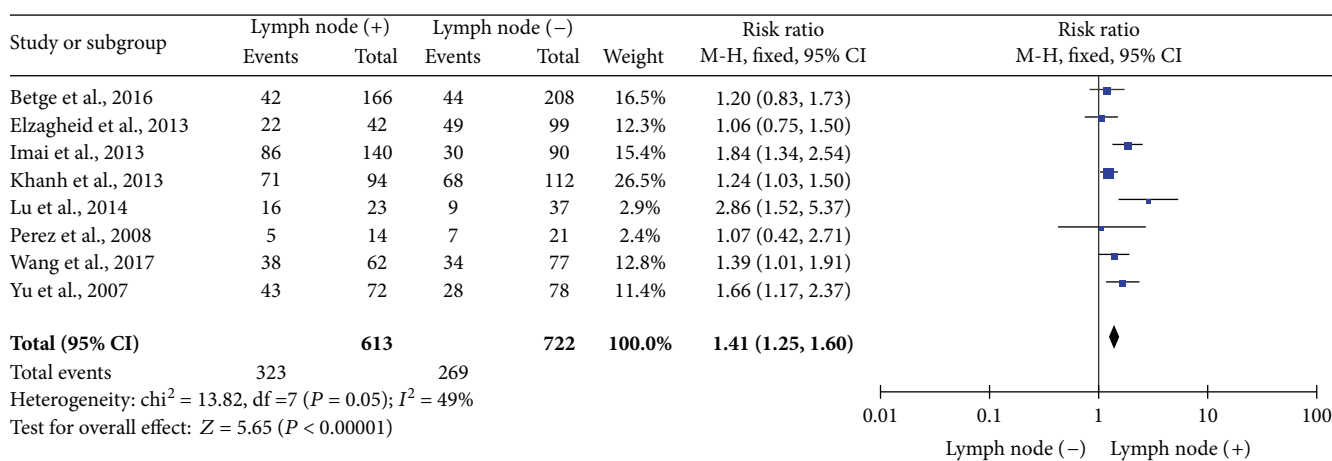 Study or subgroup Lymph node (+) Lymph node (−) Weight Risk ratio Risk ratio
Events Total Events Total M-H, fixed, 95% CI M-H, fixed, 95% CI
Betge et al., 2016 42 166 44 208 16.5% 1.20 (0.83, 1.73)
Elzagheid et al., 2013 22 42 49 99 12.3% 1.06 (0.75, 1.50)
Imai et al., 2013 86 140 30 90 15.4% 1.84 (1.34, 2.54)
Khanh et al., 2013 71 94 68 112 26.5% 1.24 (1.03, 1.50)
Lu et al., 2014 16 23 9 37 2.9% 2.86 (1.52, 5.37)
Perez et al., 2008 5 14 7 21 2.4% 1.07 (0.42, 2.71)
Wang et al., 2017 38 62 34 77 12.8% 1.39 (1.01, 1.91)
Yu et al., 2007 43 72 28 78 11.4% 1.66 (1.17, 2.37)
Total (95% CI) 613 722 100.0% 1.41 (1.25, 1.60)
Total events 323 269
Heterogeneity: chi² = 13.82, df =7 (P = 0.05); I² = 49%
Test for overall effect: Z = 5.65 (P < 0.00001)
0.01 0.1 1 10 100
Lymph node (−) Lymph node (+)